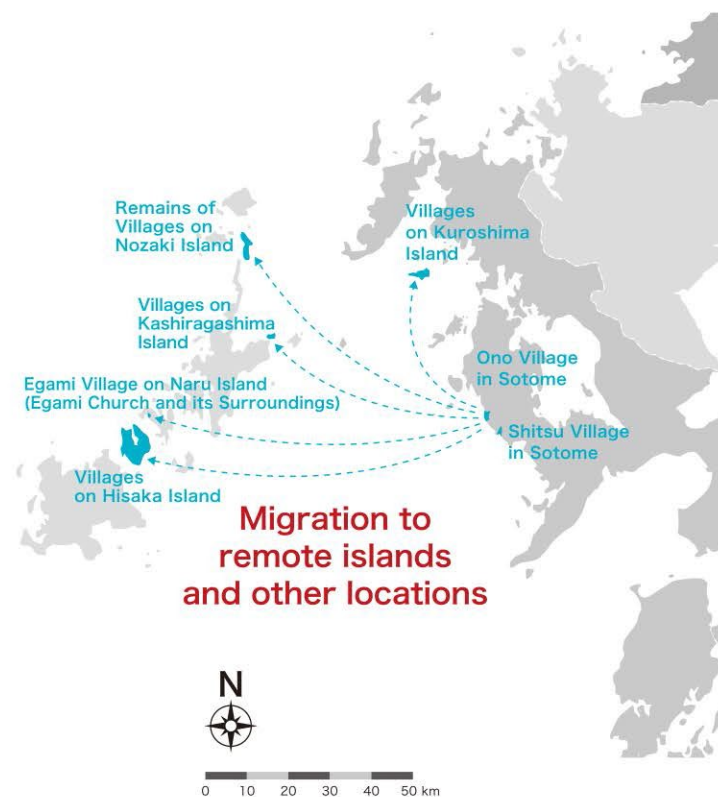 Remains of
Villages on
Nozaki Island
Villages
on Kuroshima
Island
Villages on
Kashiragashima
Island
Ono Village
in Sotome
Egami Village on Naru Island
(Egami Church and its Surroundings)
Shitsu Village
in Sotome
Villages
on Hisaka Island
Migration to
remote islands
and other locations
N
0 10 20 30 40 50 km